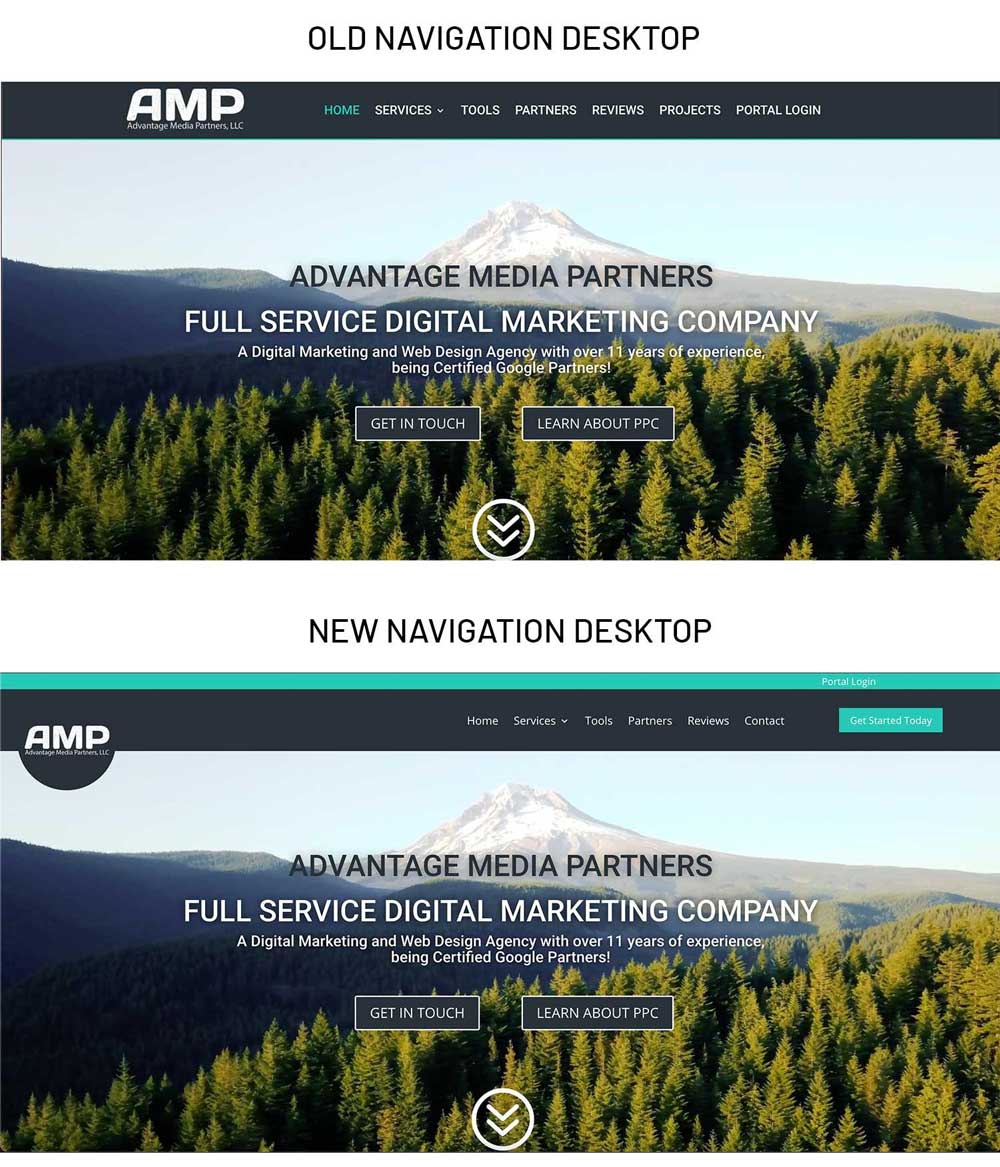 OLD NAVIGATION DESKTOP
AMP
Advantage Media Partners, LLC
HOME SERVICES TOOLS PARTNERS REVIEWS PROJECTS PORTAL LOGIN
ADVANTAGE MEDIA PARTNERS
FULL SERVICE DIGITAL MARKETING COMPANY
A Digital Marketing and Web Design Agency with over 11 years of experience,
being Certified Google Partners!
GET IN TOUCH LEARN ABOUT PPC
NEW NAVIGATION DESKTOP
Portal Login
Home Services Tools Partners Reviews Contact Get Started Today
AMP
Advantage Media Partners, LLC
ADVANTAGE MEDIA PARTNERS
FULL SERVICE DIGITAL MARKETING COMPANY
A Digital Marketing and Web Design Agency with over 11 years of experience,
being Certified Google Partners!
GET IN TOUCH LEARN ABOUT PPC